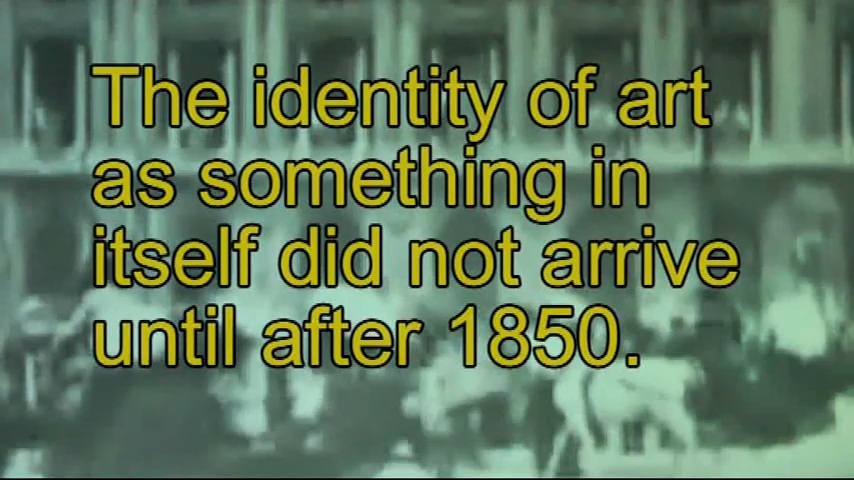 The identity of art
as something in
itself did not arrive
until after 1850.